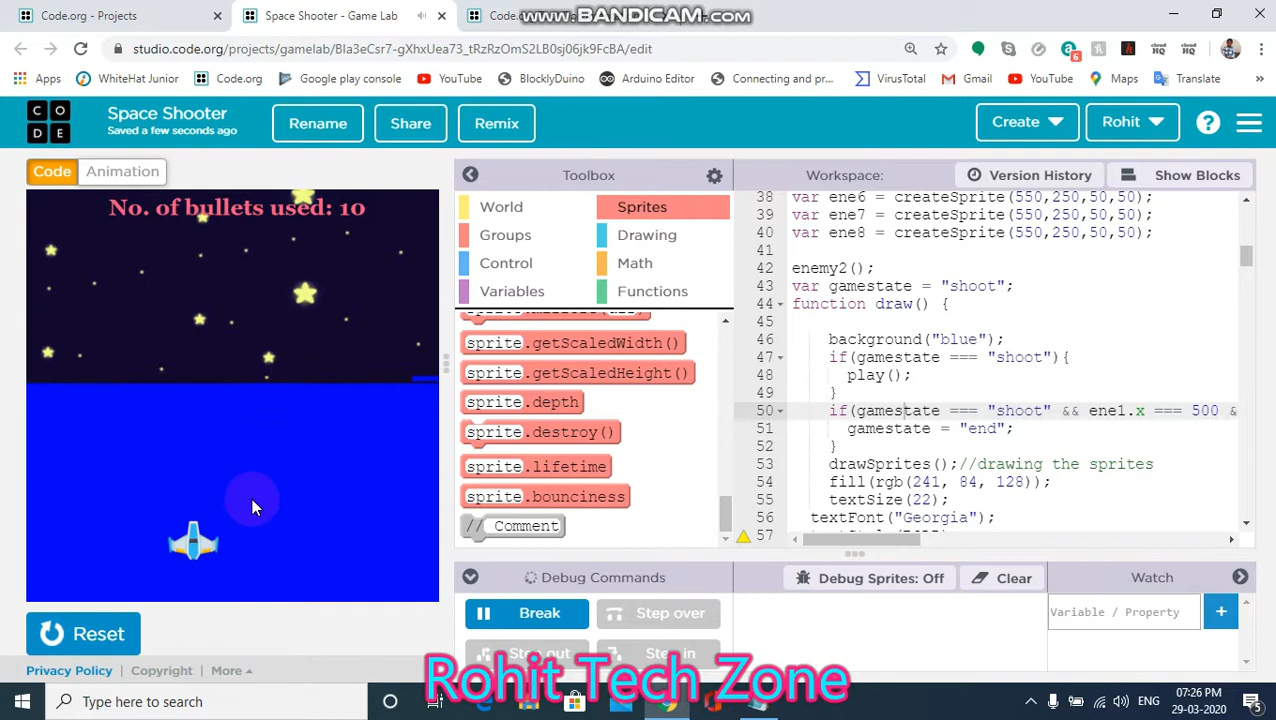 www.BANDICAM.com
Code.org - Projects
Space Shooter - Game Lab
Code.
studio.code.org/projects/gamelab/BIa3eCsr7-gXhxUea73_tRzRzOmS2LB0sj06jk9FcBA/edit
Apps
WhiteHat Junior
Code.org
Google play console
YouTube
BlocklyDuino
Arduino Editor
Connecting and pr...
VirusTotal
Gmail
YouTube
Maps
Translate
CODE
Space Shooter
Saved a few seconds ago
Rename
Share
Remix
Create
Rohit
Code
Animation
Toolbox
Workspace:
Version History
Show Blocks
No. of bullets used: 10
World
Sprites
Groups
Drawing
Control
Math
Variables
Functions
sprite.getScaledWidth()
sprite.getScaledHeight()
sprite.depth
sprite.destroy()
sprite.lifetime
sprite.bounciness
// Comment
38 var ene6 = createSprite(550,250,50,50);
39 var ene7 = createSprite(550,250,50,50);
40 var ene8 = createSprite(550,250,50,50);
41
42 enemy2();
43 var gamestate = "shoot";
44 function draw() {
45
46 background("blue");
47 if(gamestate === "shoot"){
48 play();
49 }
50 if(gamestate === "shoot" && ene1.x === 500 &
51 gamestate = "end";
52 }
53 drawSprites();//drawing the sprites
54 fill(rgb(241, 84, 128));
55 textSize(22);
56 textFont("Georgia");
57
Reset
Privacy Policy
Copyright
More
Debug Commands
Break
Step over
Step out
Step in
Debug Sprites: Off
Clear
Watch
Variable / Property
Rohit Tech Zone
Type here to search
ENG
07:26 PM
29-03-2020